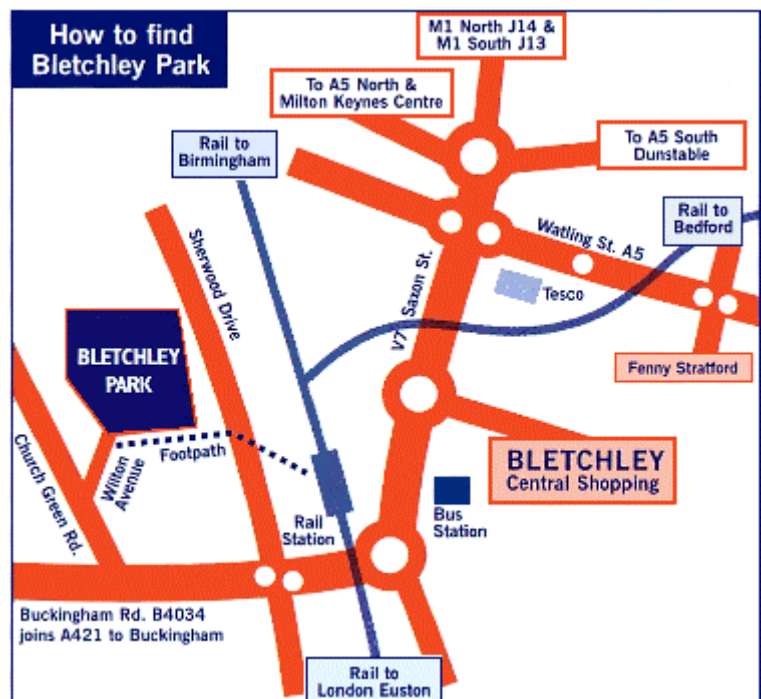 How to find
Bletchley Park
M1 North J14 &
M1 South J13
To A5 North &
Milton Keynes Centre
To A5 South
Dunstable
Rail to
Birmingham
Rail to
Bedford
Watling St. A5
Sherwood Drive
V7 Saxon St.
Tesco
BLETCHLEY
PARK
Fenny Stratford
Church Green Rd.
Wilton
Avenue
Footpath
BLETCHLEY
Central Shopping
Rail
Station
Bus
Station
Buckingham Rd. B4034
joins A421 to Buckingham
Rail to
London Euston